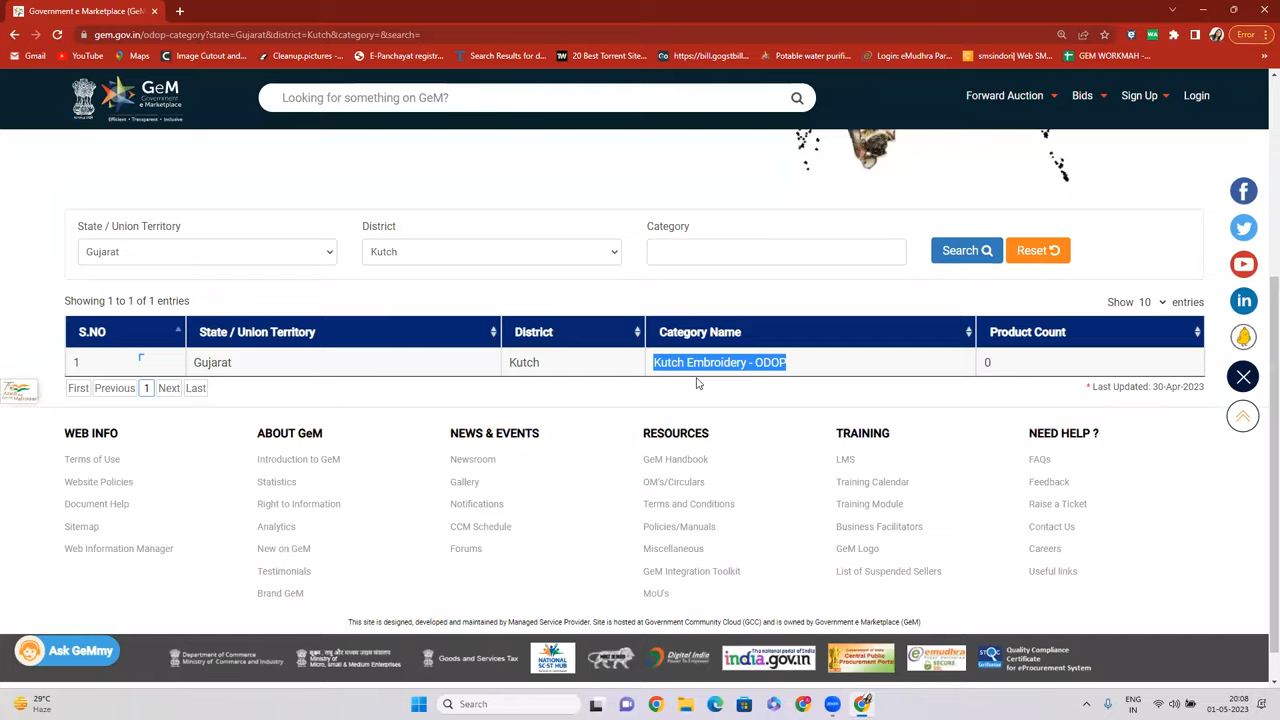 Government e Marketplace (GeM)
gem.gov.in/odop-category?state=Gujarat&district=Kutch&category=&search=
Error
Gmail YouTube Maps Image Cutout and... Cleanup.pictures -... E-Panchayat registr... Search Results for d... 20 Best Torrent Site... https://bill.gogstbill... Potable water purifi... Login: eMudhra Par... smsindori] Web SM... GEM WORKMAH -... »
GeM
Government
e Marketplace
Efficient • Transparent • Inclusive
Looking for something on GeM?
Forward Auction Bids Sign Up Login
State / Union Territory District Category
Gujarat Kutch Search Reset
Showing 1 to 1 of 1 entries Show 10 entries
S.NO State / Union Territory District Category Name Product Count
1 Gujarat Kutch Kutch Embroidery - ODOP 0
First Previous 1 Next Last * Last Updated: 30-Apr-2023
WEB INFO ABOUT GeM NEWS & EVENTS RESOURCES TRAINING NEED HELP ?
Terms of Use Introduction to GeM Newsroom GeM Handbook LMS FAQs
Website Policies Statistics Gallery OM's/Circulars Training Calendar Feedback
Document Help Right to Information Notifications Terms and Conditions Training Module Raise a Ticket
Sitemap Analytics CCM Schedule Policies/Manuals Business Facilitators Contact Us
Web Information Manager New on GeM Forums Miscellaneous GeM Logo Careers
Testimonials GeM Integration Toolkit List of Suspended Sellers Useful links
Brand GeM MoU's
This site is designed, developed and maintained by Managed Service Provider. Site is hosted at Government Community Cloud (GCC) and is owned by Government e Marketplace (GeM)
Ask GeMmy
Department of Commerce
Ministry of Commerce and Industry
Goods and Services Tax
NATIONAL SC-ST HUB
Digital India
Power To Empower
The national portal of India
india.gov.in
Central Public Procurement Portal
emudhra
STQC
Quality Compliance
Certificate
for eProcurement System
29°C
Haze
Search
zoom
ENG
IN
20:08
01-05-2023